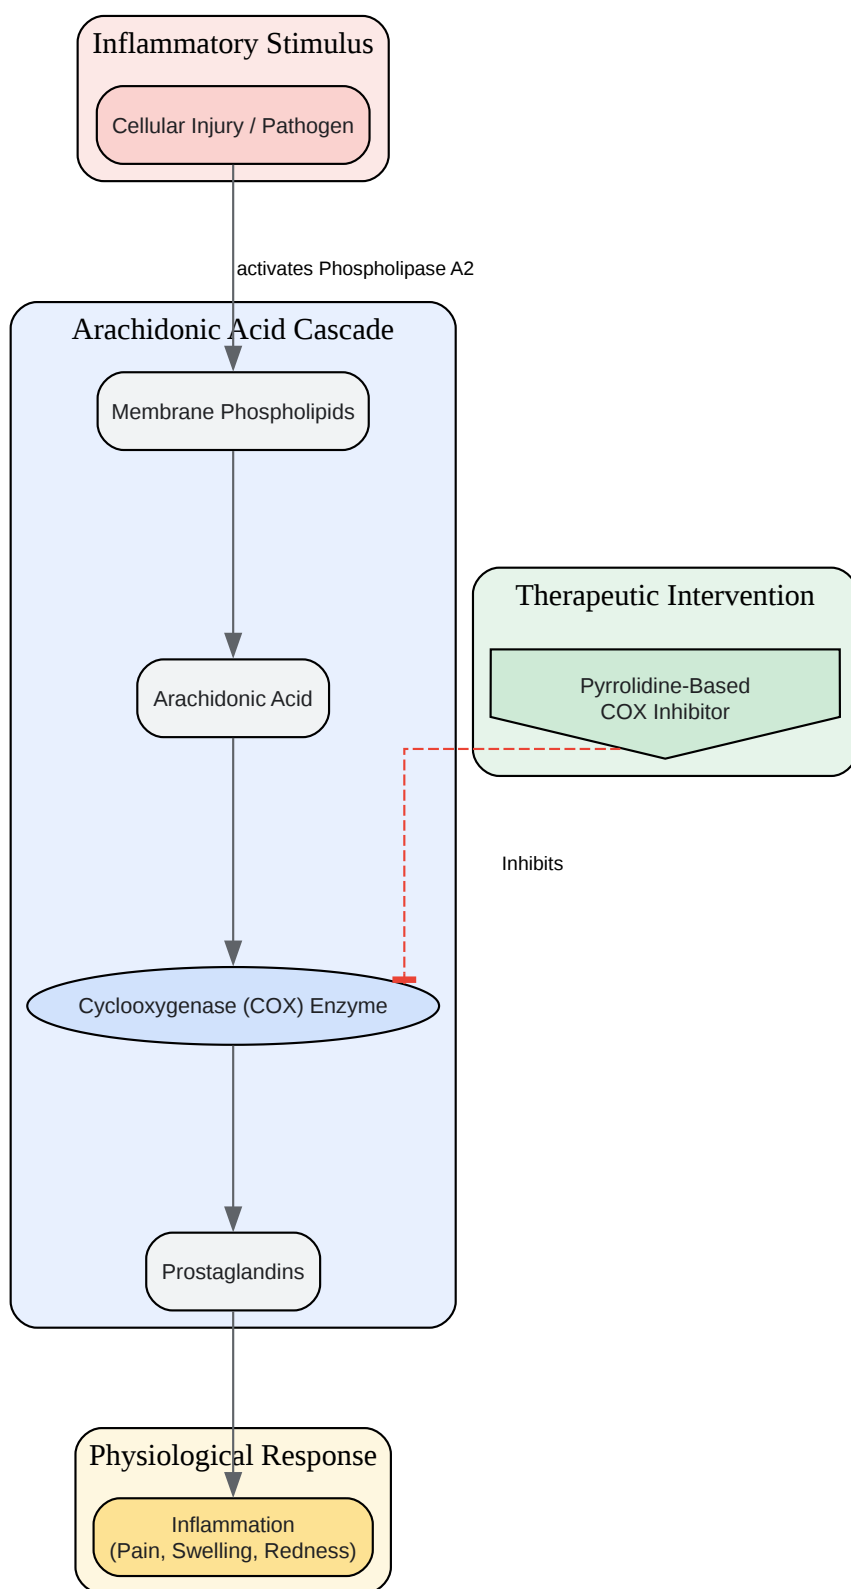 Inflammatory Stimulus
Cellular Injury / Pathogen
activates Phospholipase A2
Arachidonic Acid Cascade
Membrane Phospholipids
Therapeutic Intervention
Pyrrolidine-Based
COX Inhibitor
Arachidonic Acid
Inhibits
Cyclooxygenase (COX) Enzyme
Prostaglandins
Physiological Response
Inflammation
(Pain, Swelling, Redness)